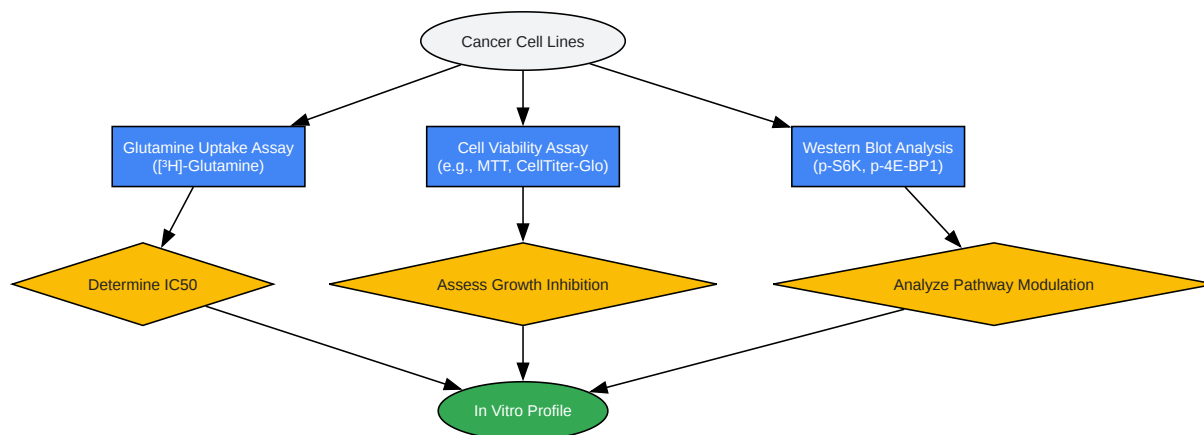 Cancer Cell Lines
Glutamine Uptake Assay
([³H]-Glutamine)
Cell Viability Assay
(e.g., MTT, CellTiter-Glo)
Western Blot Analysis
(p-S6K, p-4E-BP1)
Determine IC50
Assess Growth Inhibition
Analyze Pathway Modulation
In Vitro Profile